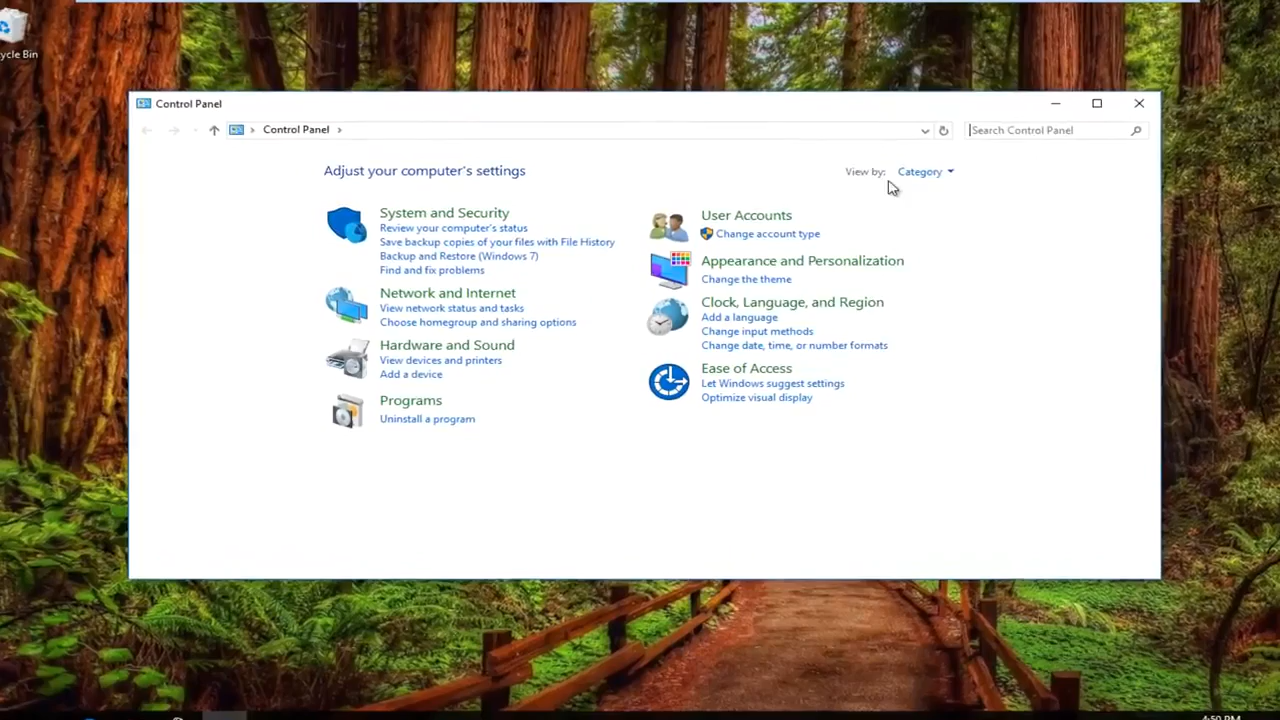 ycle Bin
Control Panel
Control Panel
Search Control Panel
Adjust your computer's settings
View by: Category
System and Security
Review your computer's status
Save backup copies of your files with File History
Backup and Restore (Windows 7)
Find and fix problems
Network and Internet
View network status and tasks
Choose homegroup and sharing options
Hardware and Sound
View devices and printers
Add a device
Programs
Uninstall a program
User Accounts
Change account type
Appearance and Personalization
Change the theme
Clock, Language, and Region
Add a language
Change input methods
Change date, time, or number formats
Ease of Access
Let Windows suggest settings
Optimize visual display
4:50 PM